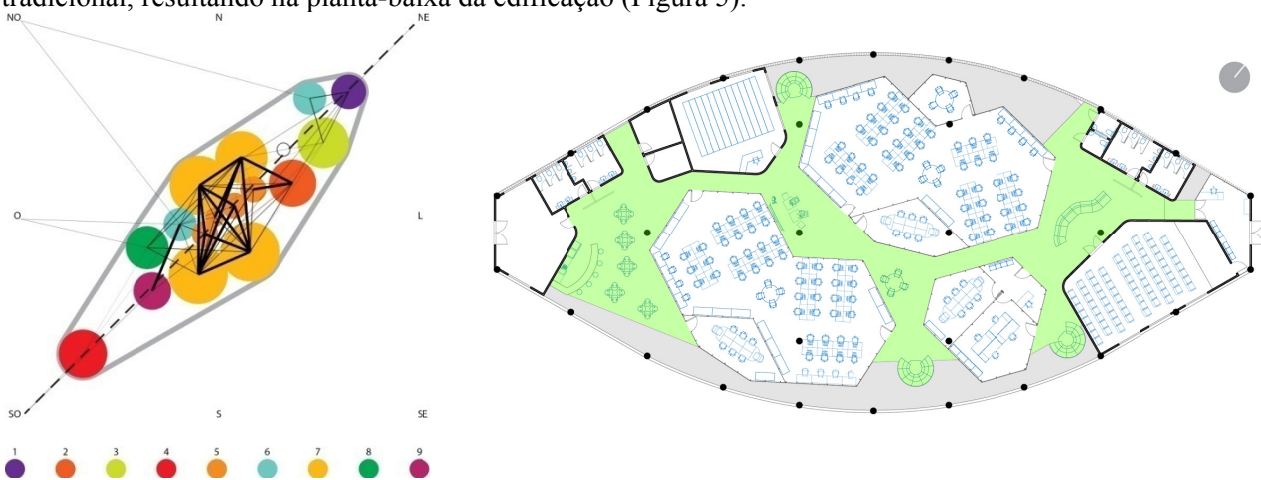 tradicional, resultando na planta-baixa da edificação (Figura 5).
NO N NE
O L
SO S SE
1 2 3 4 5 6 7 8 9